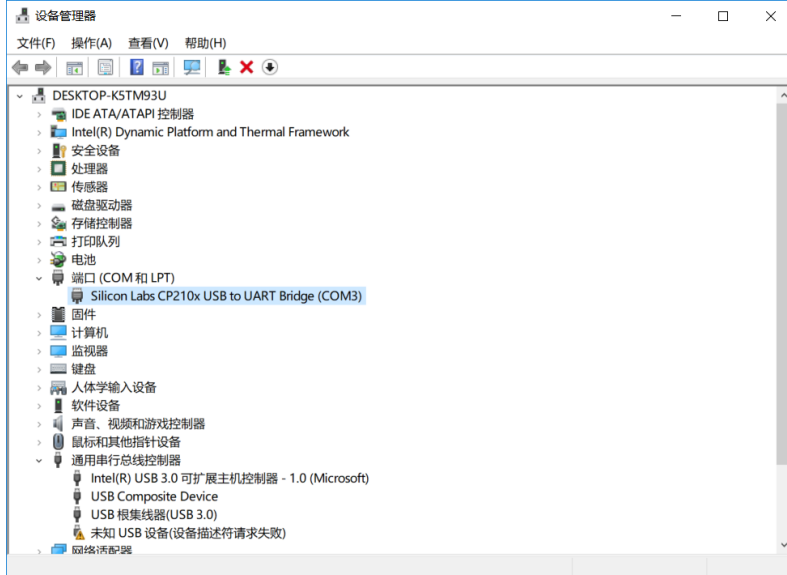 设备管理器
文件(F) 操作(A) 查看(V) 帮助(H)
DESKTOP-K5TM93U
IDE ATA/ATAPI 控制器
Intel(R) Dynamic Platform and Thermal Framework
安全设备
处理器
传感器
磁盘驱动器
存储控制器
打印队列
电池
端口 (COM 和 LPT)
Silicon Labs CP210x USB to UART Bridge (COM3)
固件
计算机
监视器
键盘
人体学输入设备
软件设备
声音、视频和游戏控制器
鼠标和其他指针设备
通用串行总线控制器
Intel(R) USB 3.0 可扩展主机控制器 - 1.0 (Microsoft)
USB Composite Device
USB 根集线器(USB 3.0)
未知 USB 设备(设备描述符请求失败)
网络适配器